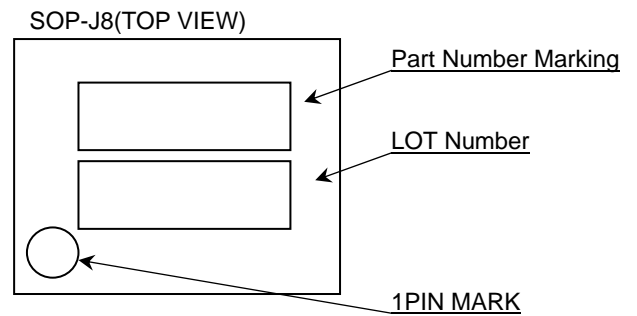 SOP-J8(TOP VIEW)
Part Number Marking
LOT Number
1PIN MARK